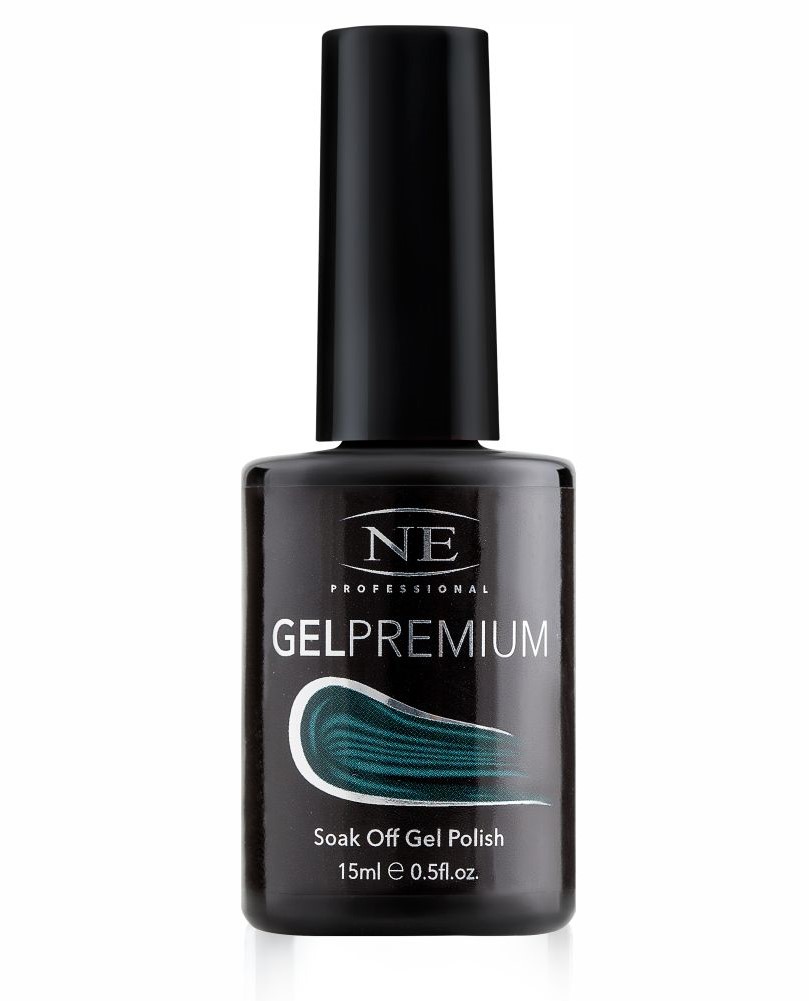 NE
PROFESSIONAL
GELPREMIUM
Soak Off Gel Polish
15ml ℮ 0.5fl.oz.